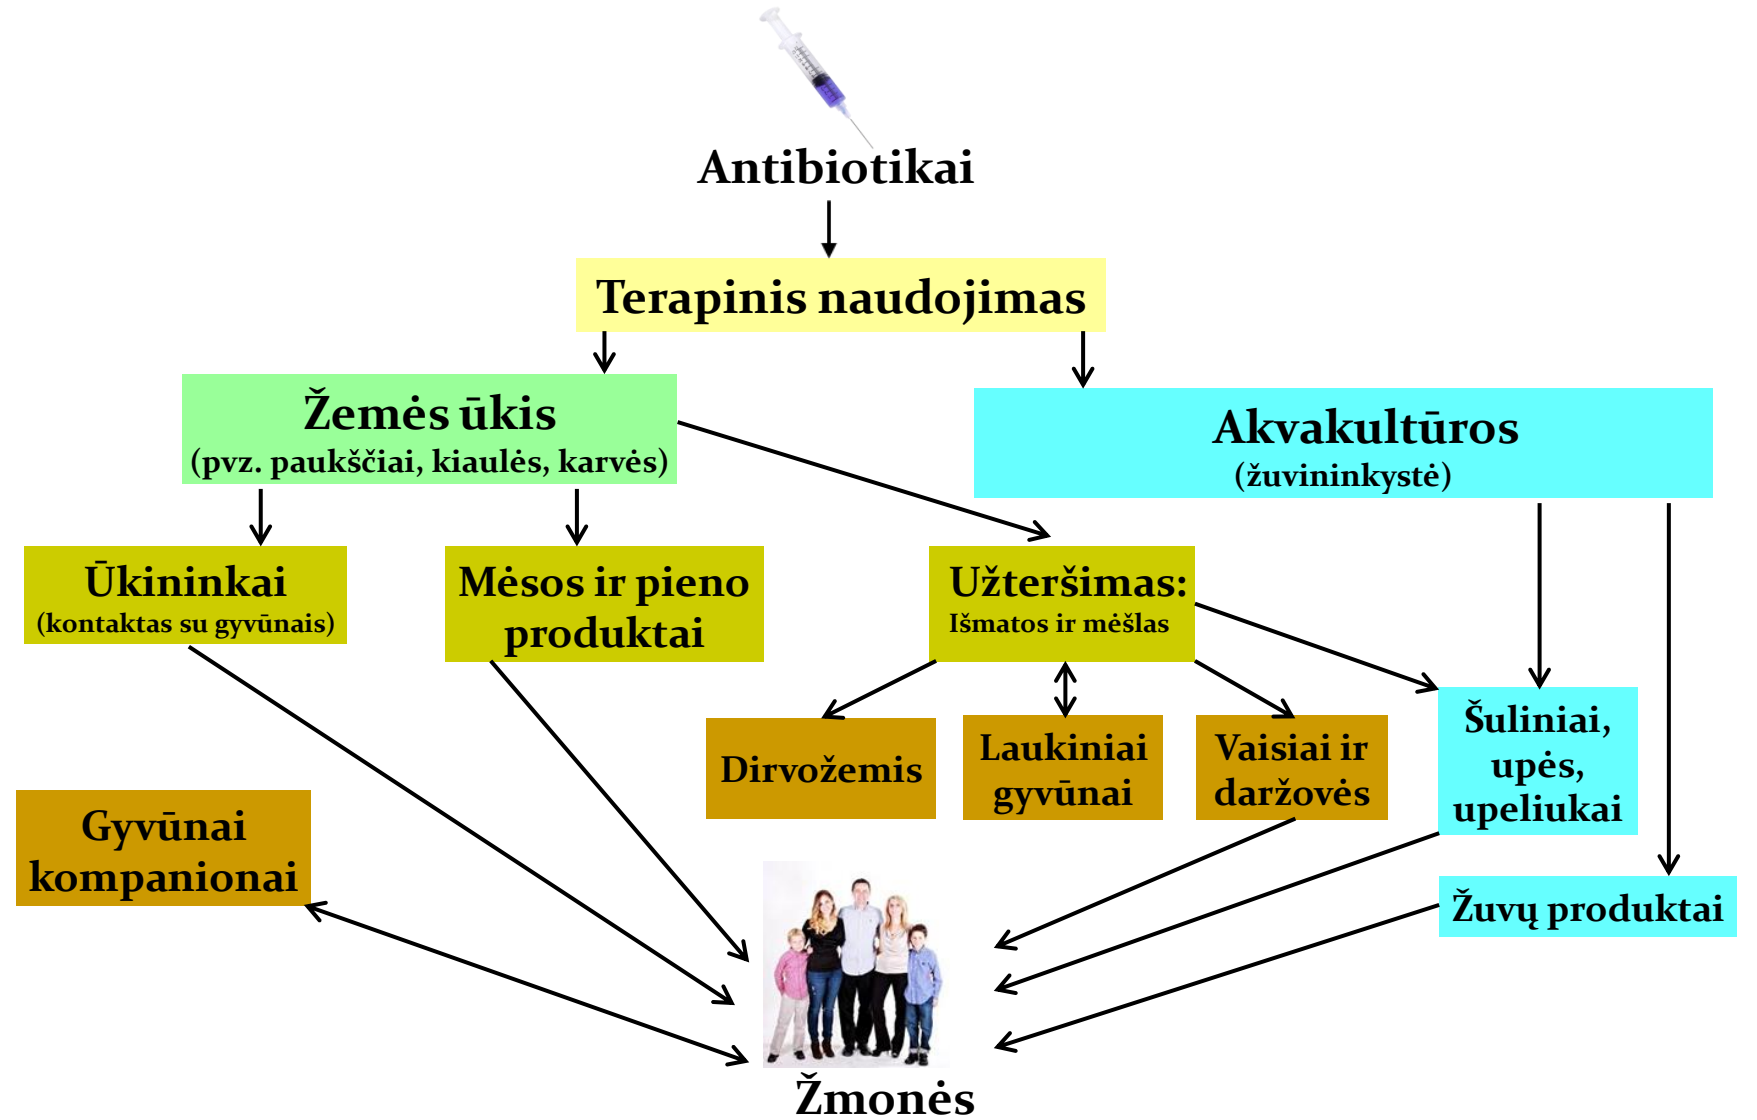 Antibiotikai
Terapinis naudojimas
Žemės ūkis
(pvz. paukščiai, kiaulės, karvės)
Akvakultūros
(žuvininkystė)
Ūkininkai
(kontaktas su gyvūnais)
Mėsos ir pieno
produktai
Užteršimas:
Išmatos ir mėšlas
Dirvožemis
Laukiniai
gyvūnai
Vaisiai ir
daržovės
Šuliniai,
upės,
upeliukai
Gyvūnai
kompanionai
Žuvų produktai
Žmonės